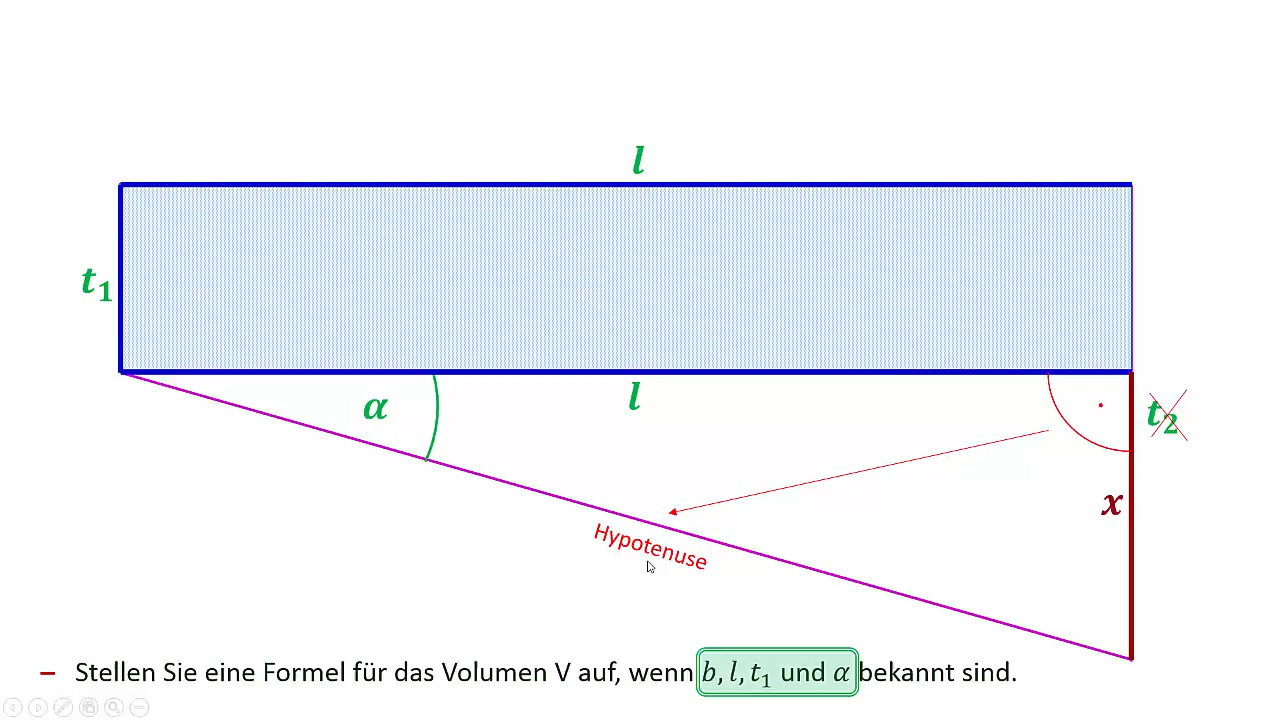 l
t₁
α
l
t₂
x
Hypotenuse
– Stellen Sie eine Formel für das Volumen V auf, wenn b, l, t₁ und α bekannt sind.